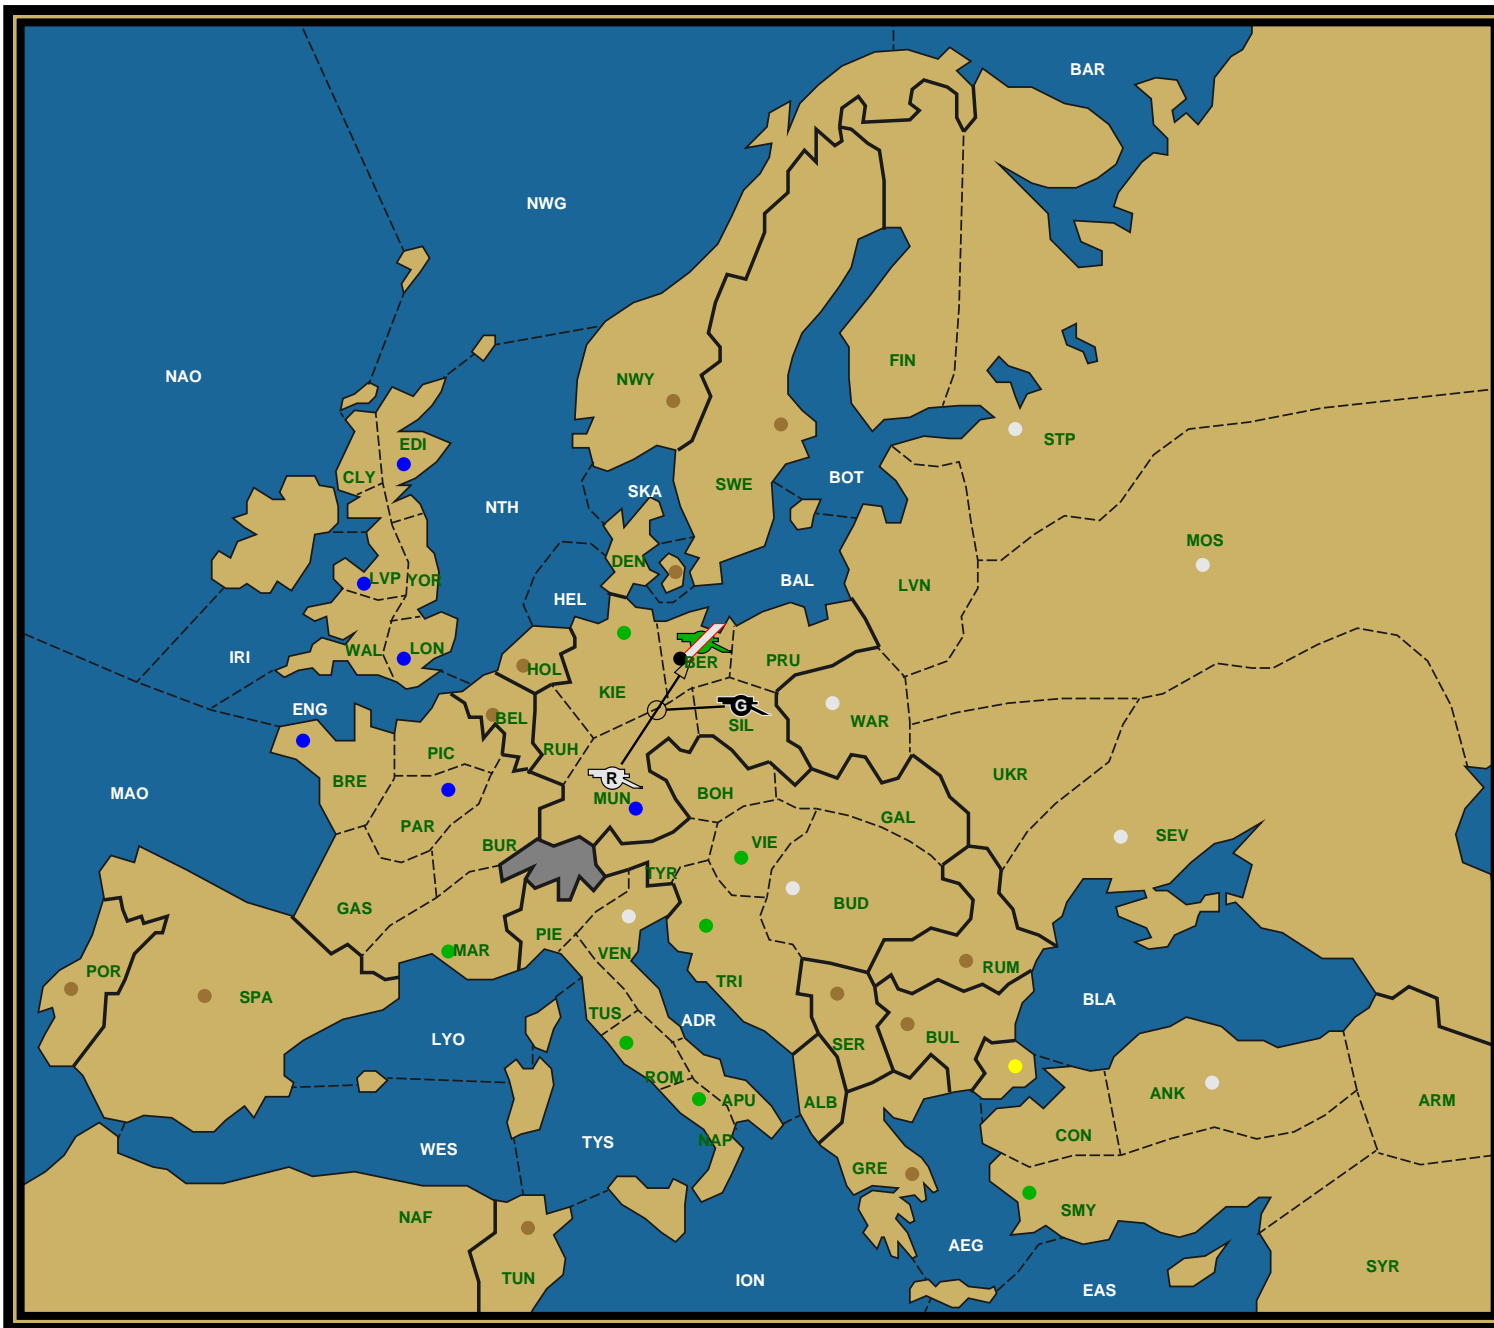 BAR
NWG
NAO
FIN
NWY
STP
EDI
CLY
SWE
BOT
SKA
NTH
MOS
DEN
LVP
YOR
BAL
LVN
HEL
WAL
LON
IRI
HOL
BER
PRU
KIE
ENG
BEL
G
SIL
WAR
PIC
RUH
R
UKR
BRE
MUN
BOH
MAO
PAR
GAL
SEV
BUR
VIE
TYR
BUD
GAS
MAR
PIE
VEN
POR
SPA
TRI
RUM
BLA
TUS
ADR
LYO
BUL
SER
ROM
APU
ALB
ANK
ARM
CON
NAP
TYS
WES
GRE
NAF
SMY
AEG
SYR
TUN
ION
EAS